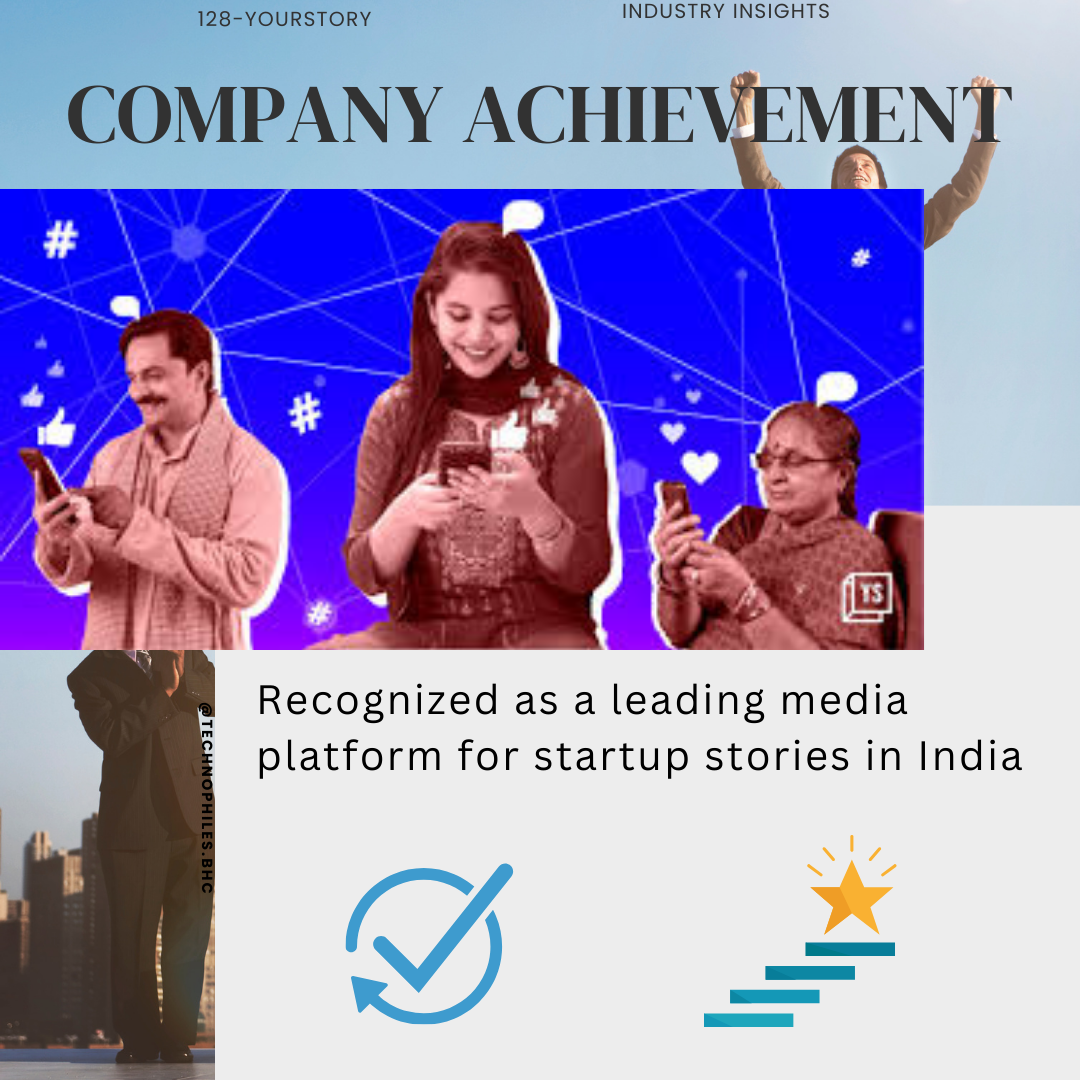 128-YOURSTORY
INDUSTRY INSIGHTS
COMPANY ACHIEVEMENT
#
#
#
#
YS
Recognized as a leading media
platform for startup stories in India
@TECHNOPHILES.BHC